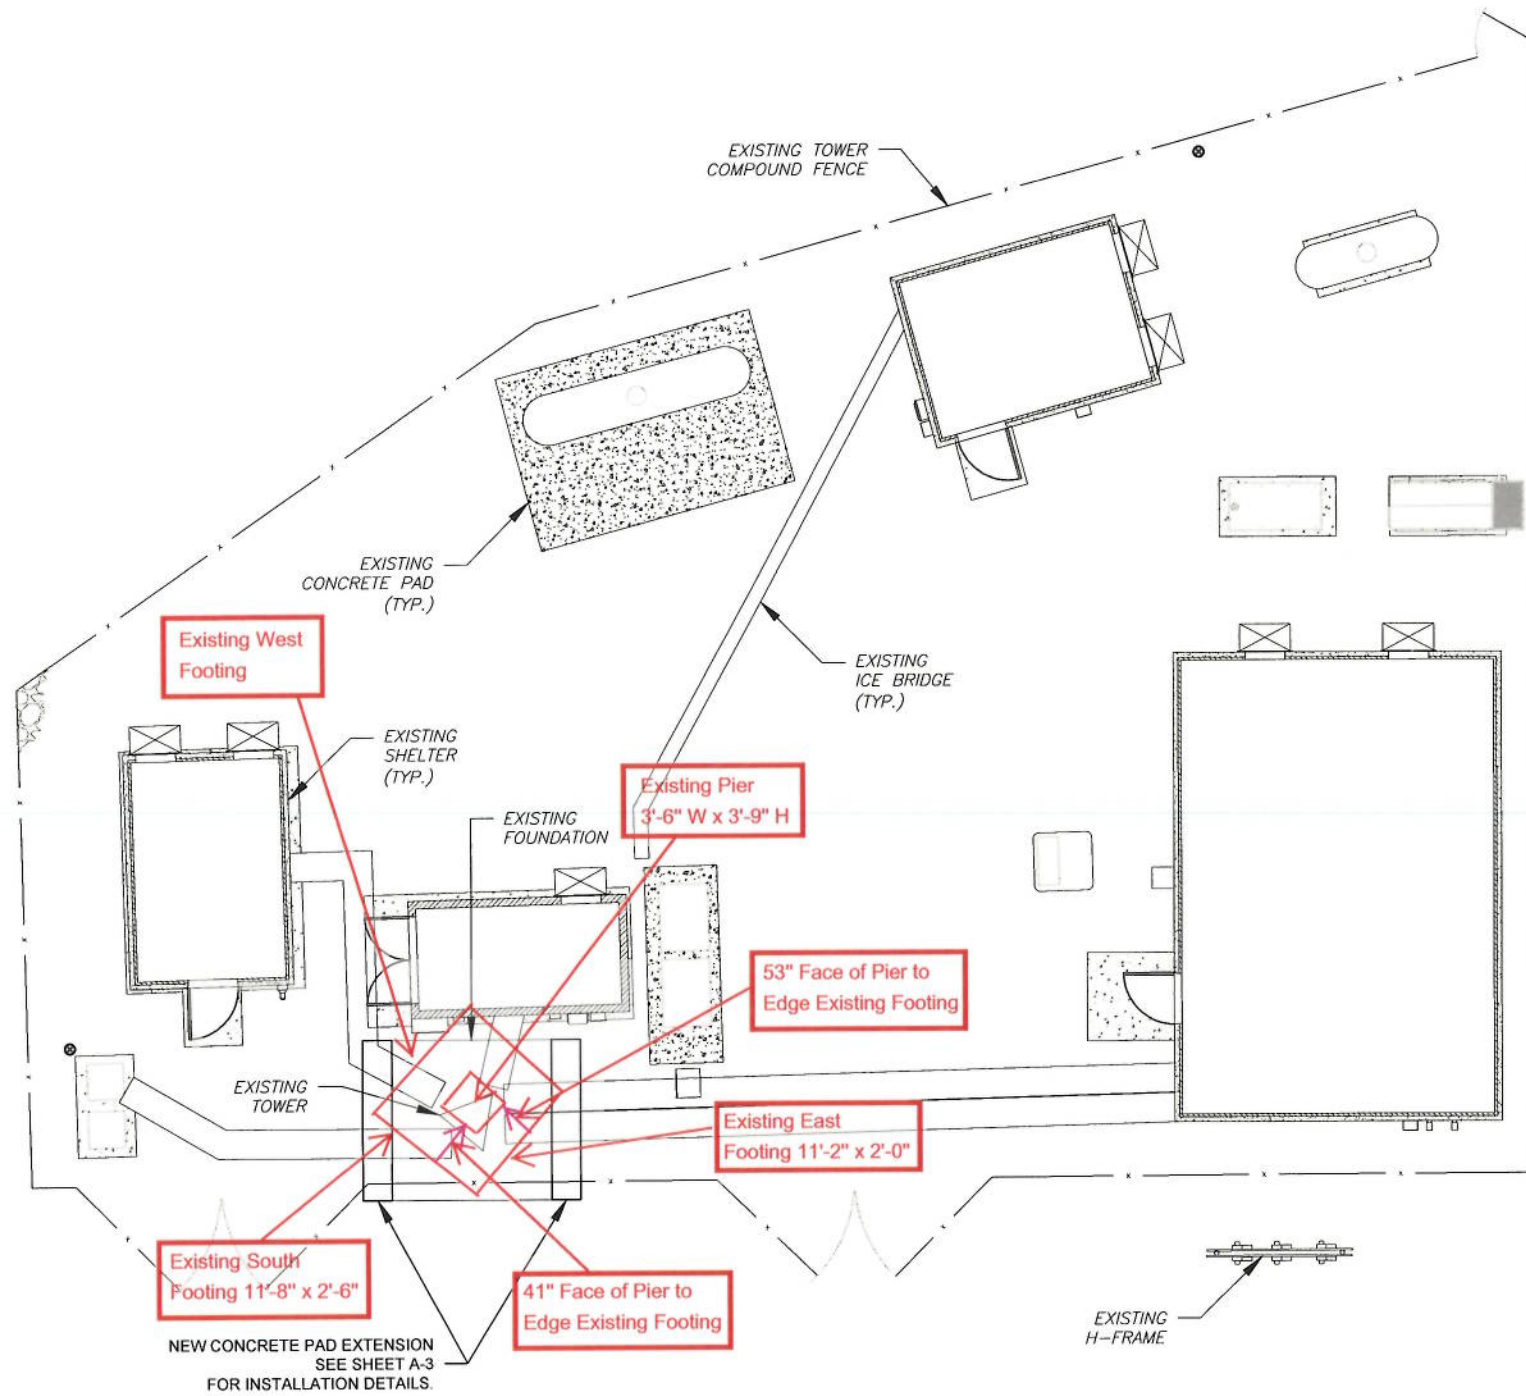 EXISTING TOWER
COMPOUND FENCE
EXISTING
CONCRETE PAD
(TYP.)
Existing West
Footing
EXISTING
ICE BRIDGE
(TYP.)
EXISTING
SHELTER
(TYP.)
Existing Pier
3'-6" W x 3'-9" H
EXISTING
FOUNDATION
53" Face of Pier to
Edge Existing Footing
EXISTING
TOWER
Existing East
Footing 11'-2" x 2'-0"
Existing South
Footing 11'-8" x 2'-6"
41" Face of Pier to
Edge Existing Footing
EXISTING
H-FRAME
NEW CONCRETE PAD EXTENSION
SEE SHEET A-3
FOR INSTALLATION DETAILS.